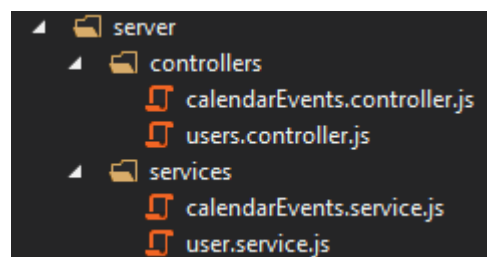 server
controllers
calendarEvents.controller.js
users.controller.js
services
calendarEvents.service.js
user.service.js